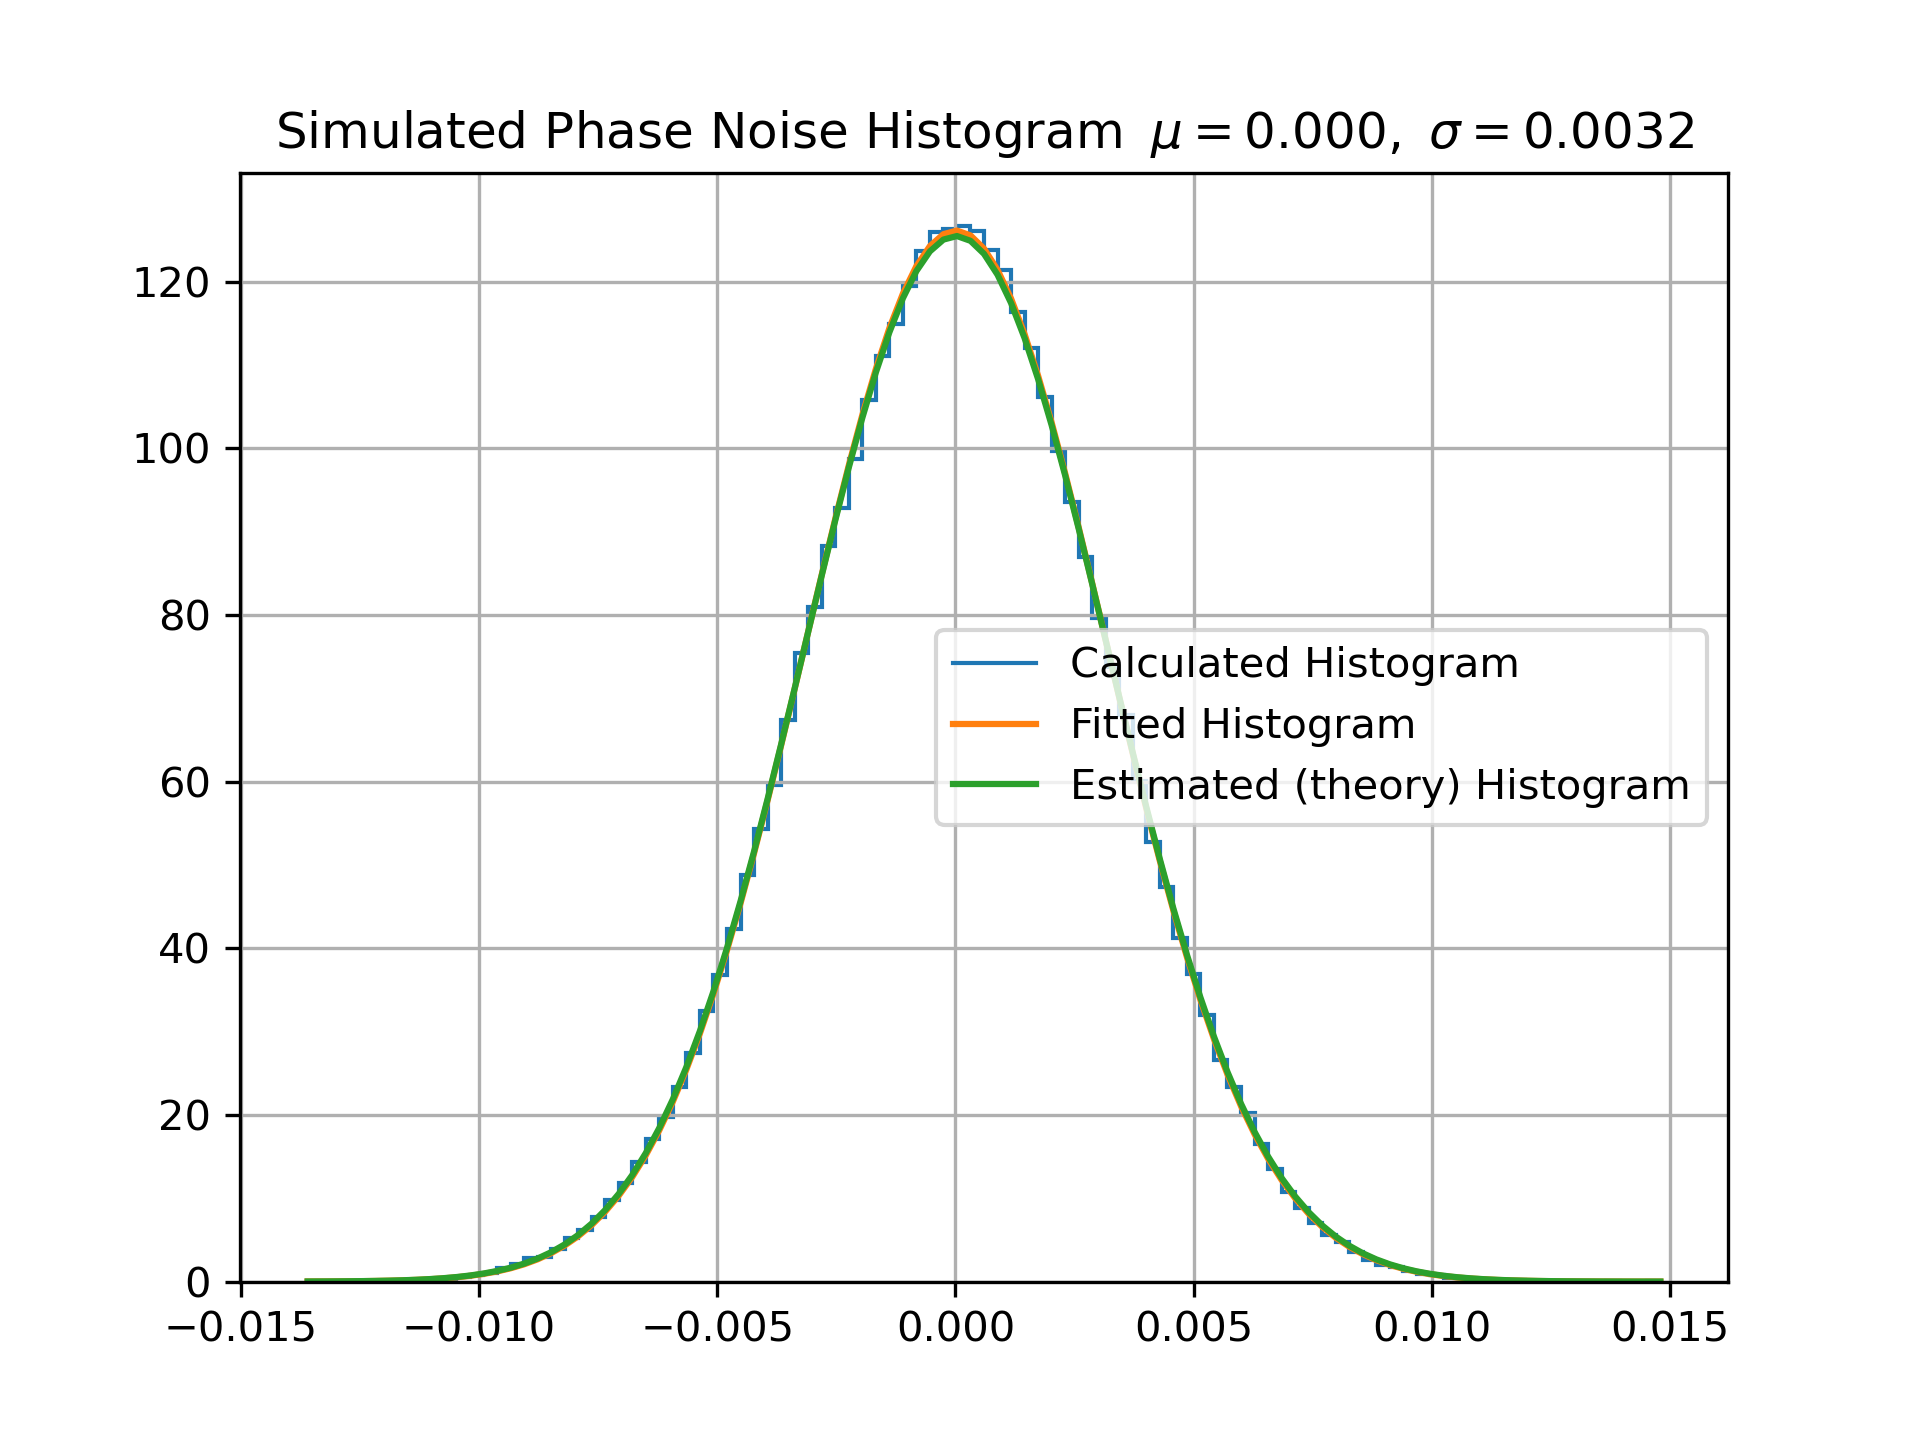 Simulated Phase Noise Histogram μ = 0.000, σ = 0.0032
120
100
80
60
40
20
0
Calculated Histogram
Fitted Histogram
Estimated (theory) Histogram
−0.015 −0.010 −0.005 0.000 0.005 0.010 0.015